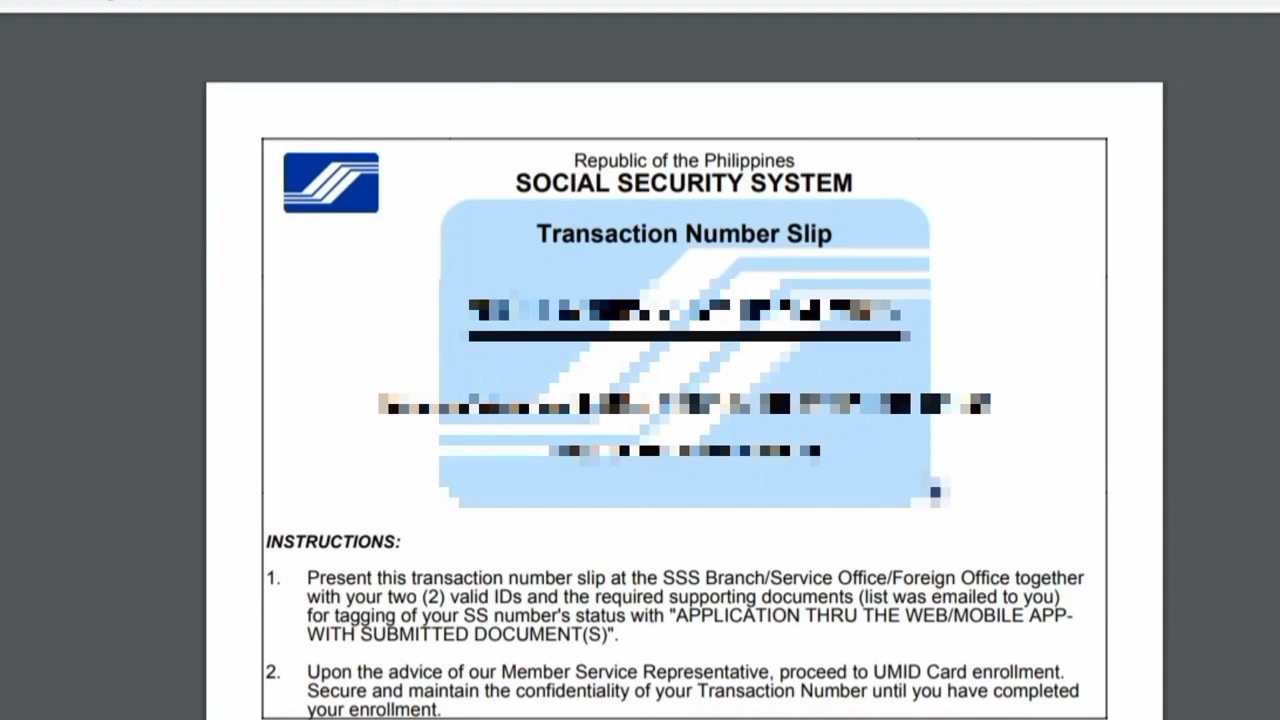 Republic of the Philippines
SOCIAL SECURITY SYSTEM
Transaction Number Slip
INSTRUCTIONS:
1. Present this transaction number slip at the SSS Branch/Service Office/Foreign Office together
with your two (2) valid IDs and the required supporting documents (list was emailed to you)
for tagging of your SS number's status with "APPLICATION THRU THE WEB/MOBILE APP-
WITH SUBMITTED DOCUMENT(S)".
2. Upon the advice of our Member Service Representative, proceed to UMID Card enrollment.
Secure and maintain the confidentiality of your Transaction Number until you have completed
your enrollment.